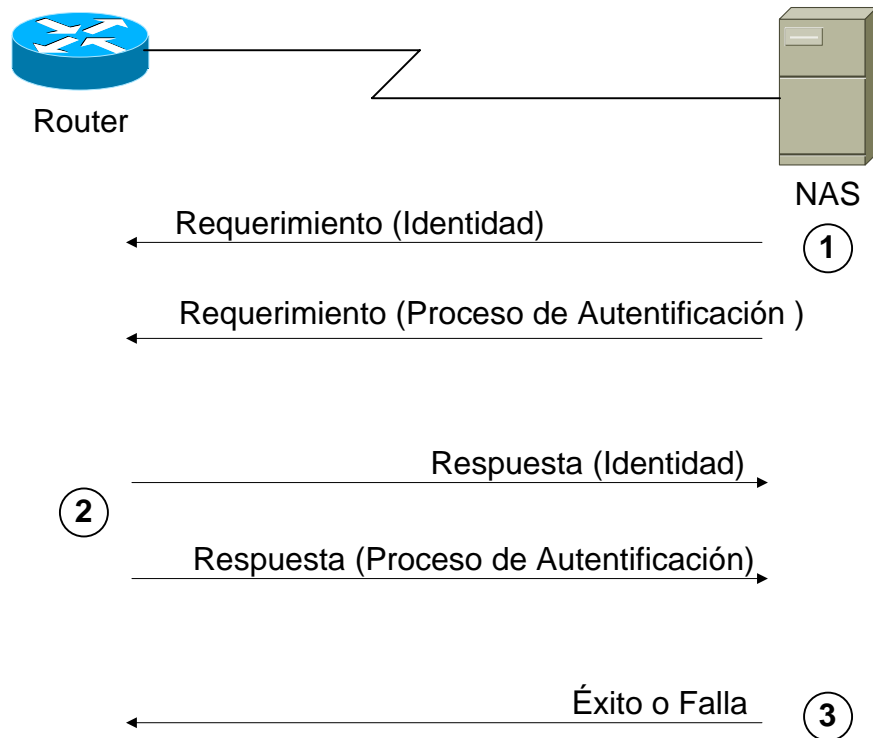 Router
NAS
Requerimiento (Identidad)
1
Requerimiento (Proceso de Autentificación )
Respuesta (Identidad)
2
Respuesta (Proceso de Autentificación)
Éxito o Falla
3